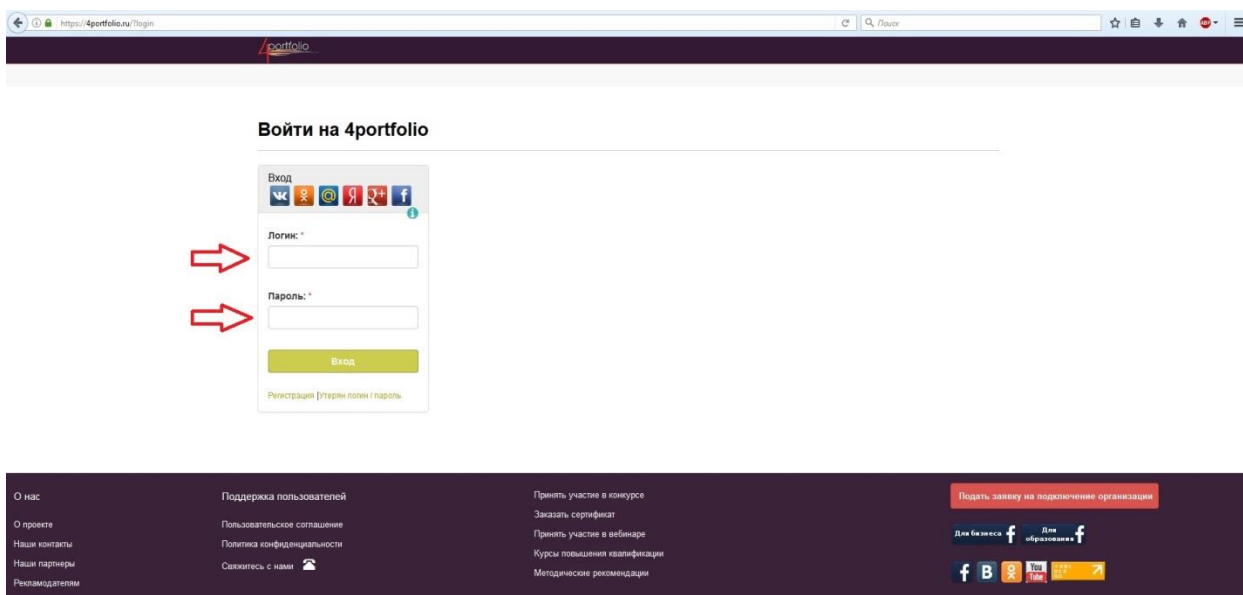 https://4portfolio.ru/?login
Поиск
4portfolio
Войти на 4portfolio
Вход
Логин: *
Пароль: *
Вход
Регистрация |Утерян логин / пароль
О нас
О проекте
Наши контакты
Наши партнеры
Рекламодателям
Поддержка пользователей
Пользовательское соглашение
Политика конфиденциальности
Свяжитесь с нами
Принять участие в конкурсе
Заказать сертификат
Принять участие в вебинаре
Курсы повышения квалификации
Методические рекомендации
Подать заявку на подключение организации
Для бизнеса
Для
образования
You
Tube